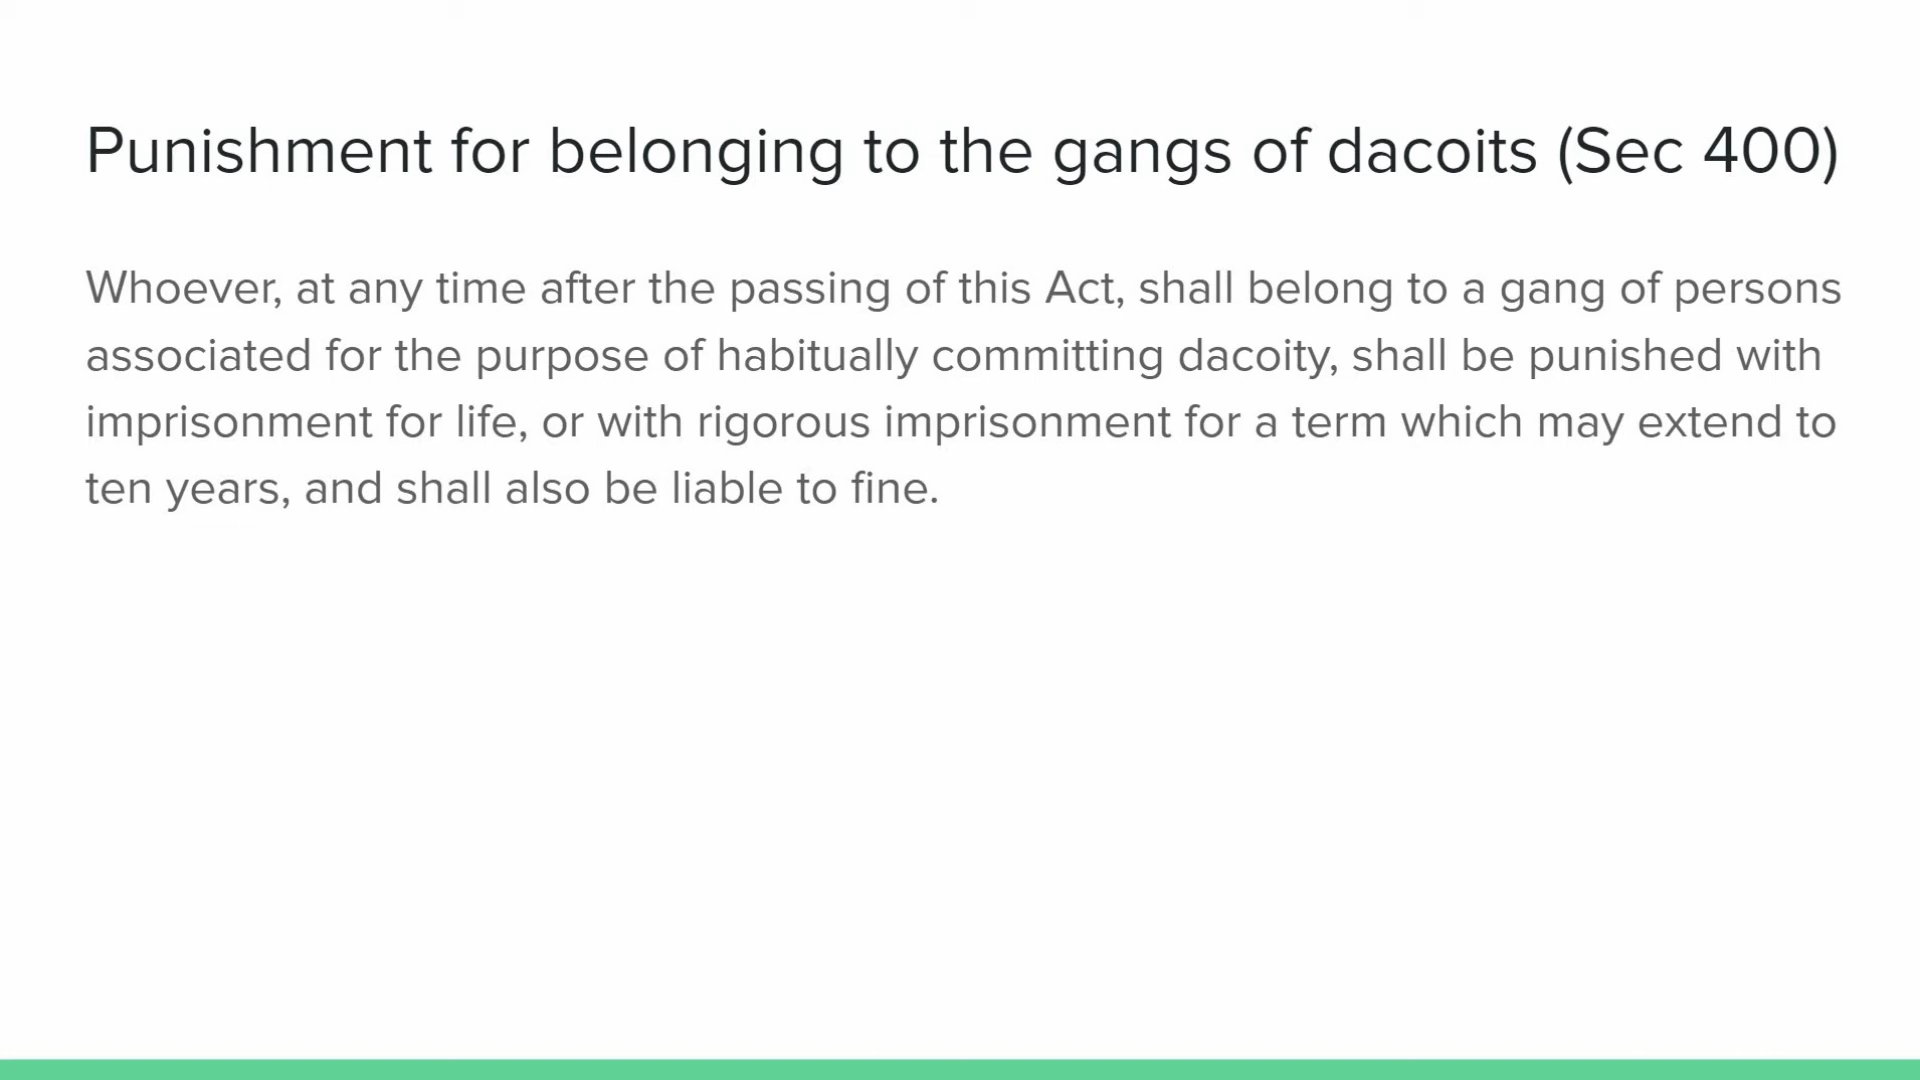 Punishment for belonging to the gangs of dacoits (Sec 400)
Whoever, at any time after the passing of this Act, shall belong to a gang of persons
associated for the purpose of habitually committing dacoity, shall be punished with
imprisonment for life, or with rigorous imprisonment for a term which may extend to
ten years, and shall also be liable to fine.